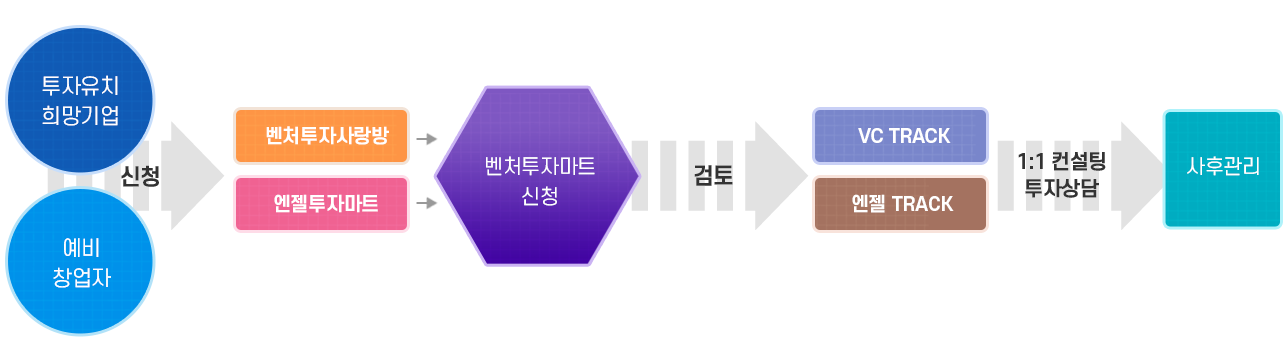 투자유치
희망기업
예비
창업자
신청
벤처투자사랑방
엔젤투자마트
벤처투자마트
신청
검토
VC TRACK
엔젤 TRACK
1:1 컨설팅
투자상담
사후관리